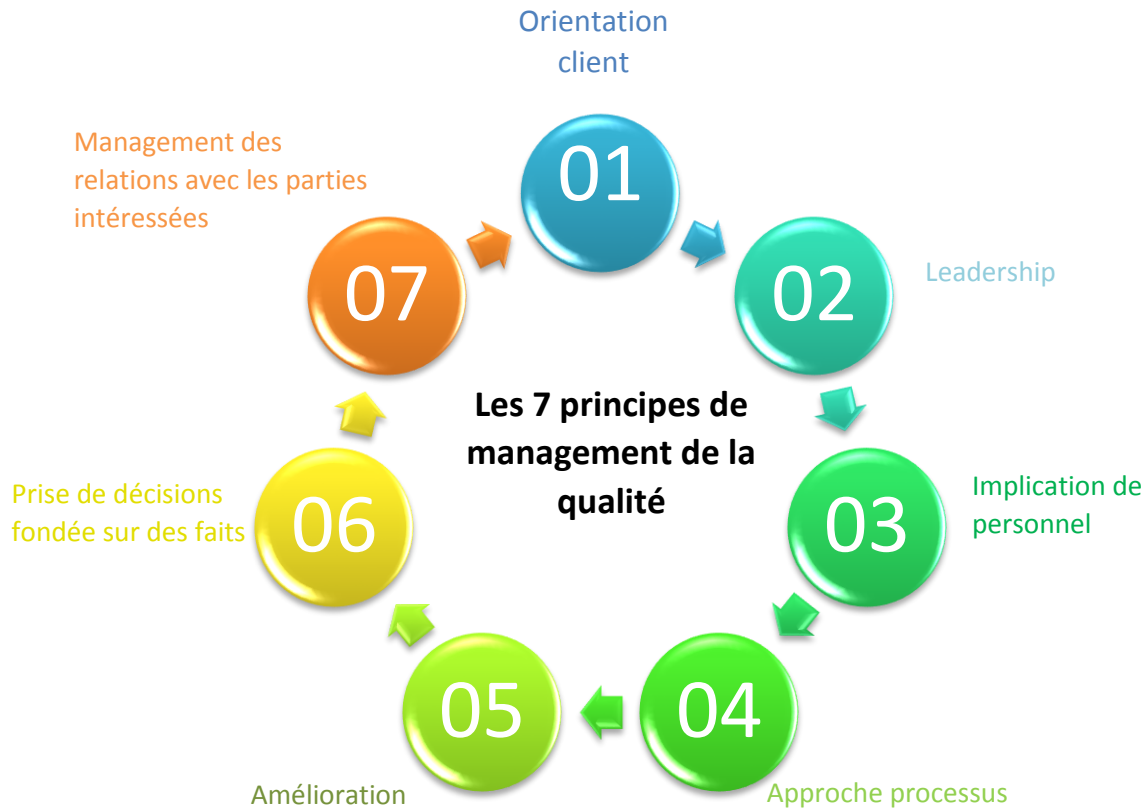 Orientation
client
01
Management des
relations avec les parties
intéressées
07
02
Leadership
Les 7 principes de
management de la
qualité
Prise de décisions
fondée sur des faits
06
03
Implication de
personnel
05
04
Amélioration
Approche processus